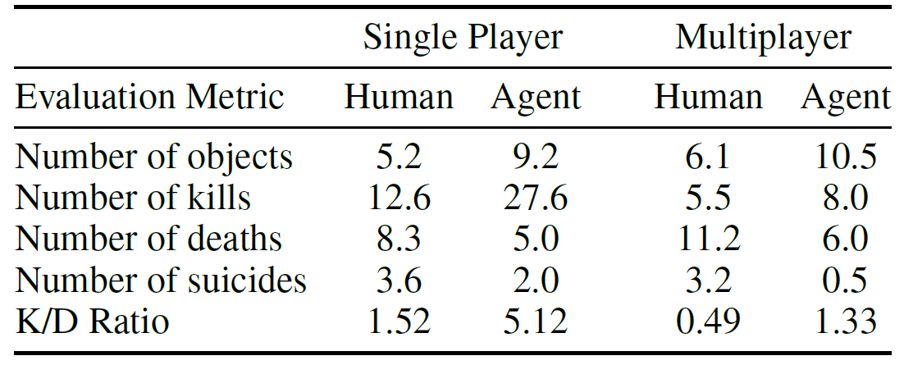 Single Player Multiplayer
Evaluation Metric Human Agent Human Agent
Number of objects 5.2 9.2 6.1 10.5
Number of kills 12.6 27.6 5.5 8.0
Number of deaths 8.3 5.0 11.2 6.0
Number of suicides 3.6 2.0 3.2 0.5
K/D Ratio 1.52 5.12 0.49 1.33